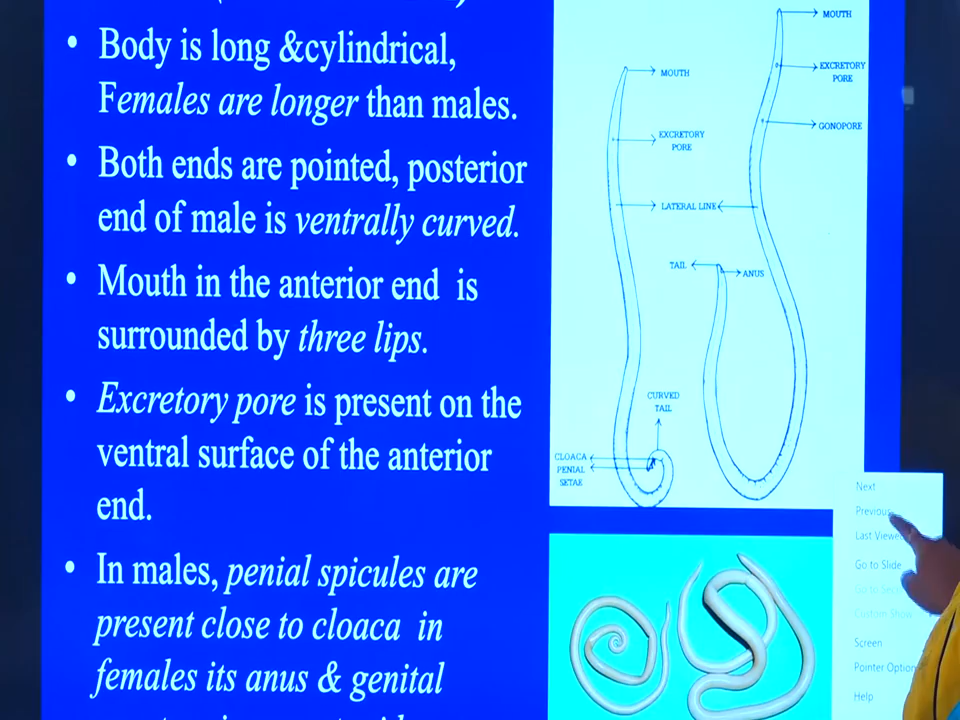 Body is long &cylindrical,
Females are longer than males.
Both ends are pointed, posterior
end of male is ventrally curved.
Mouth in the anterior end is
surrounded by three lips.
Excretory pore is present on the
ventral surface of the anterior
end.
In males, penial spicules are
present close to cloaca in
females its anus & genital
MOUTH
EXCRETORY
PORE
GONOPORE
MOUTH
EXCRETORY
PORE
LATERAL LINE
TAIL
ANUS
CURVED
TAIL
CLOACA
PENIAL
SETAE
Next
Previous
Last Viewed
Go to Slide
Custom Show
Screen
Pointer Option
Help